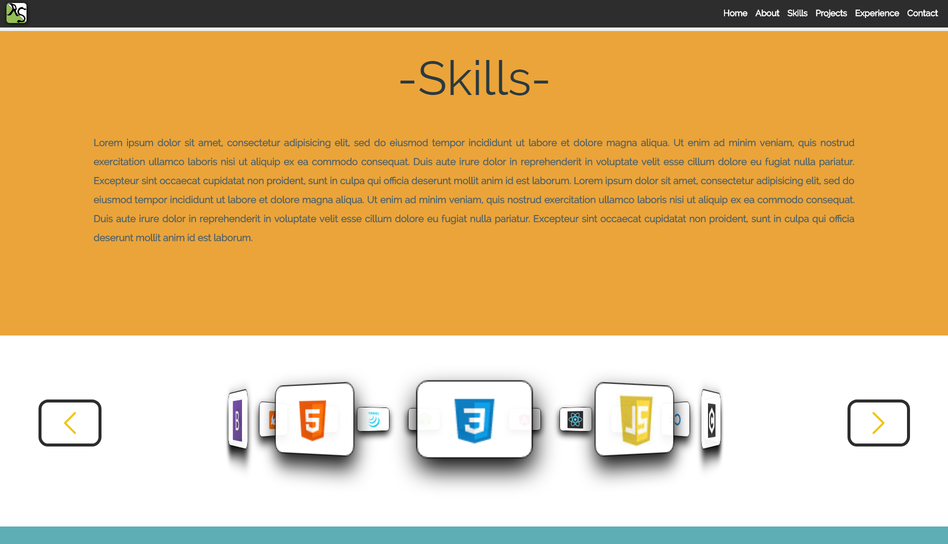 Home About Skills Projects Experience Contact
-Skills-
Lorem ipsum dolor sit amet, consectetur adipisicing elit, sed do eiusmod tempor incididunt ut labore et dolore magna aliqua. Ut enim ad minim veniam, quis nostrud
exercitation ullamco laboris nisi ut aliquip ex ea commodo consequat. Duis aute irure dolor in reprehenderit in voluptate velit esse cillum dolore eu fugiat nulla pariatur.
Excepteur sint occaecat cupidatat non proident, sunt in culpa qui officia deserunt mollit anim id est laborum. Lorem ipsum dolor sit amet, consectetur adipisicing elit, sed do
eiusmod tempor incididunt ut labore et dolore magna aliqua. Ut enim ad minim veniam, quis nostrud exercitation ullamco laboris nisi ut aliquip ex ea commodo consequat.
Duis aute irure dolor in reprehenderit in voluptate velit esse cillum dolore eu fugiat nulla pariatur. Excepteur sint occaecat cupidatat non proident, sunt in culpa qui officia
deserunt mollit anim id est laborum.
B 5 3 JS G